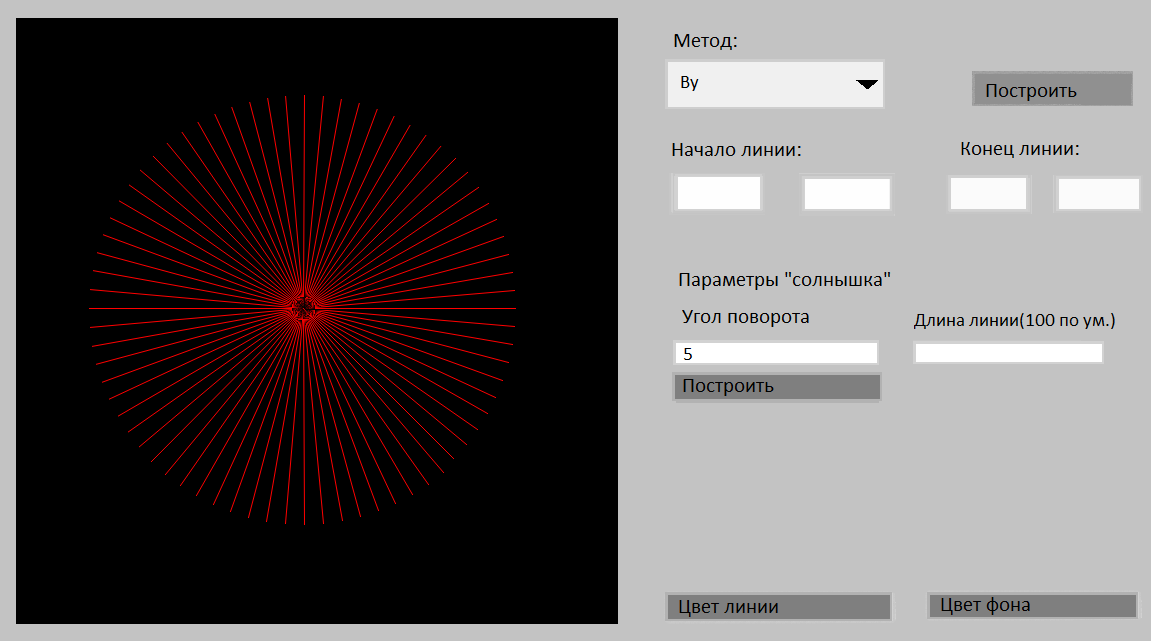 Метод:
Ву
Построить
Начало линии:
Конец линии:
Параметры "солнышка"
Угол поворота
Длина линии(100 по ум.)
5
Построить
Цвет линии
Цвет фона